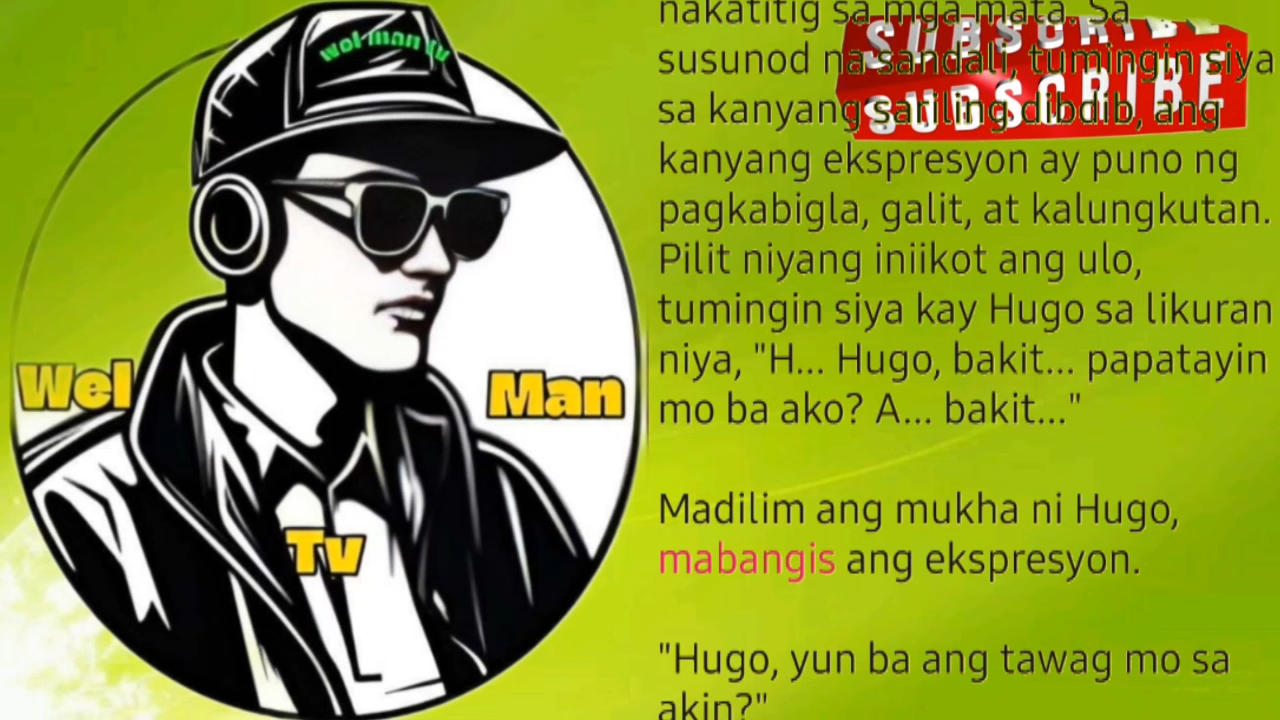 wel man tv
Wel
Man
Tv
SUBSCRIBE
SUBSCRIBE
nakatitig sa mga mata. Sa
susunod na sandali, tumingin siya
sa kanyang sariling dibdib, ang
kanyang ekspresyon ay puno ng
pagkabigla, galit, at kalungkutan.
Pilit niyang iniikot ang ulo,
tumingin siya kay Hugo sa likuran
niya, "H... Hugo, bakit... papatayin
mo ba ako? A... bakit..."
Madilim ang mukha ni Hugo,
mabangis ang ekspresyon.
"Hugo, yun ba ang tawag mo sa
akin?"